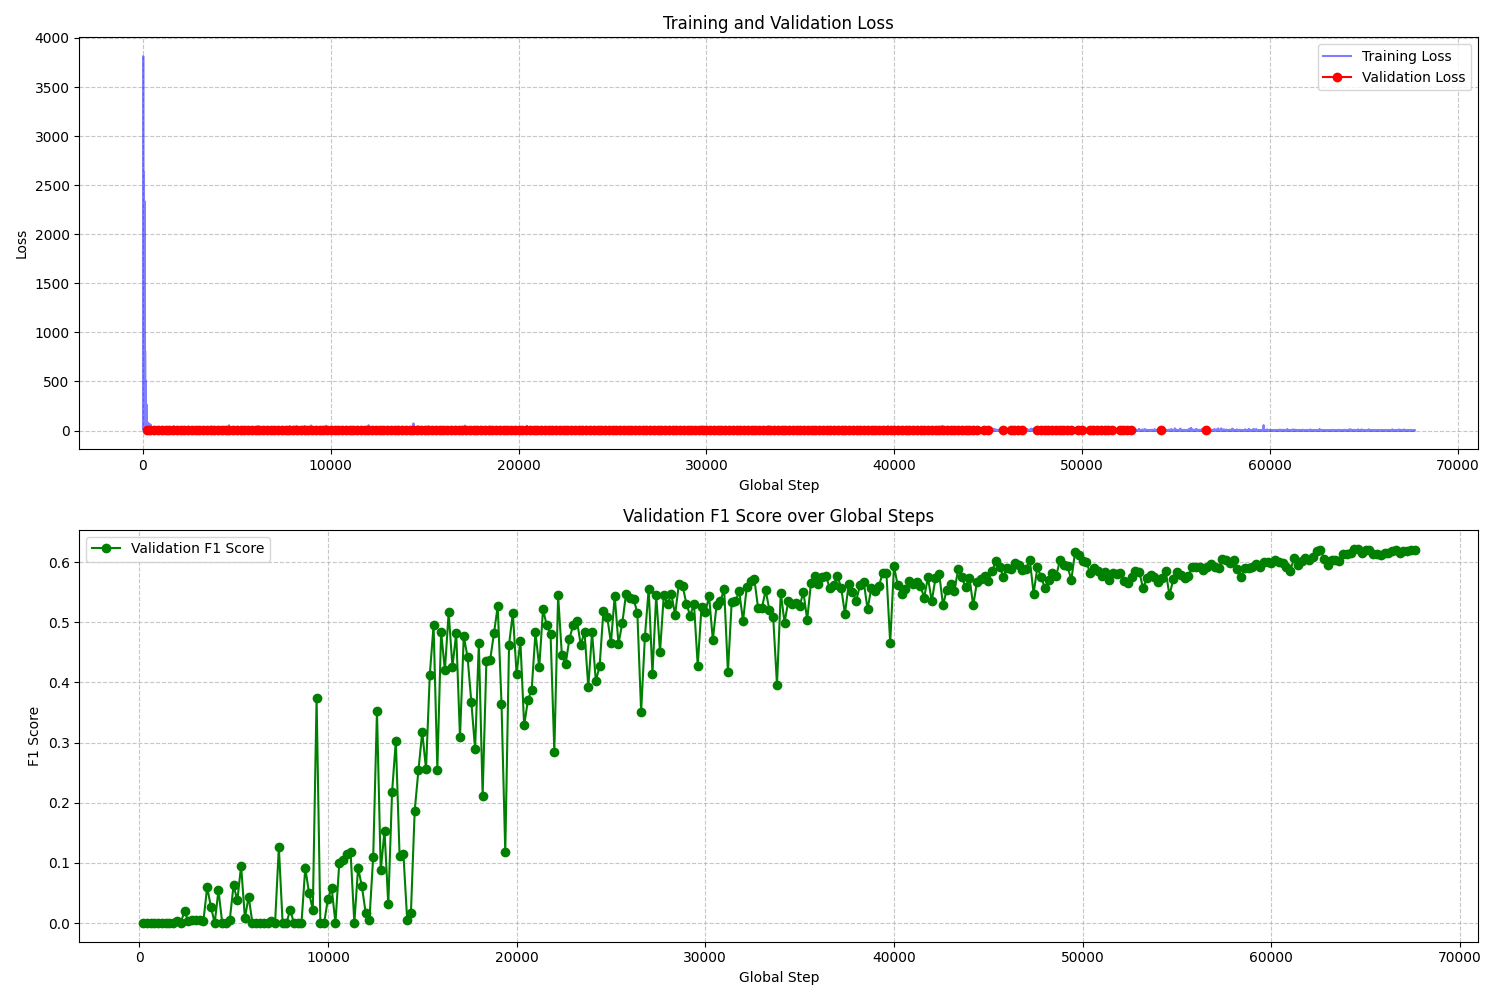 Training and Validation Loss
4000
3500
3000
2500
2000
1500
1000
500
0
Loss
Training Loss
Validation Loss
0 10000 20000 30000 40000 50000 60000 70000
Global Step
Validation F1 Score over Global Steps
Validation F1 Score
0.6
0.5
0.4
0.3
0.2
0.1
0.0
F1 Score
0 10000 20000 30000 40000 50000 60000 70000
Global Step